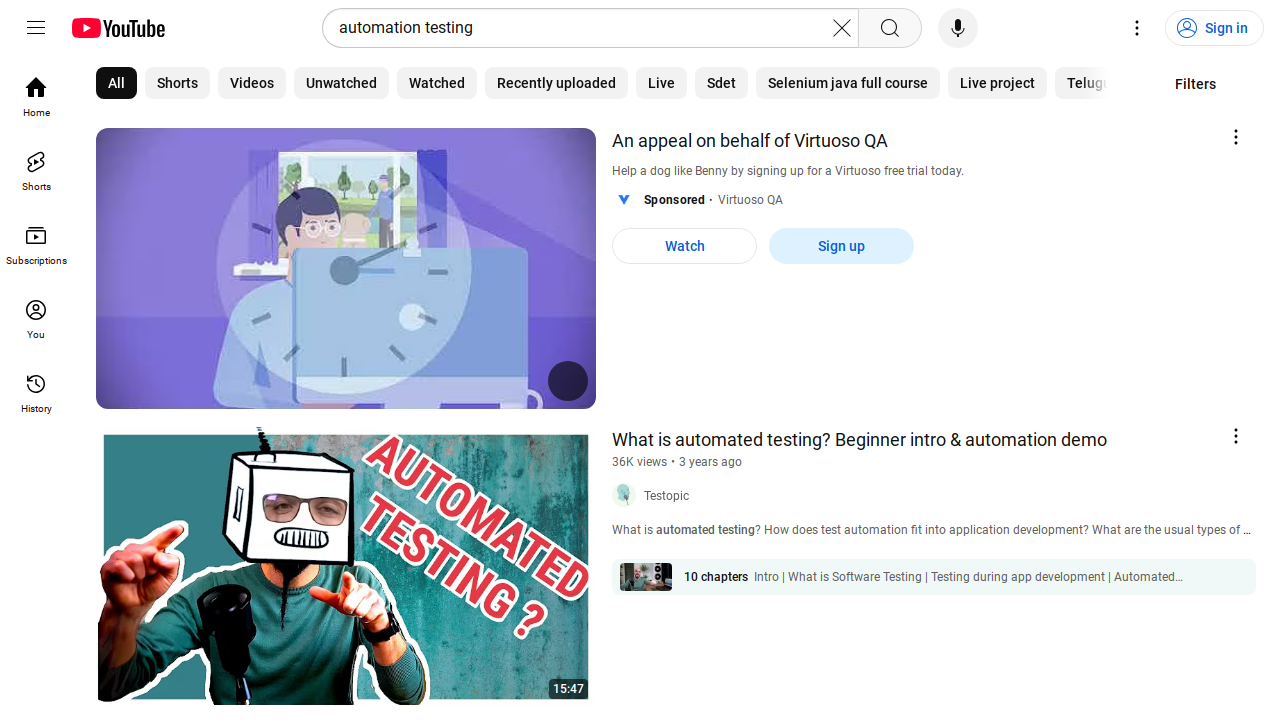 YouTube
automation testing
Sign in
All
Shorts
Videos
Unwatched
Watched
Recently uploaded
Live
Sdet
Selenium java full course
Live project
Filters
Home
Shorts
Subscriptions
You
History
An appeal on behalf of Virtuoso QA
Help a dog like Benny by signing up for a Virtuoso free trial today.
Sponsored · Virtuoso QA
Watch
Sign up
AUTOMATED
TESTING ?
15:47
What is automated testing? Beginner intro & automation demo
36K views • 3 years ago
Testopic
What is automated testing? How does test automation fit into application development? What are the usual types of ...
10 chapters Intro | What is Software Testing | Testing during app development | Automated...